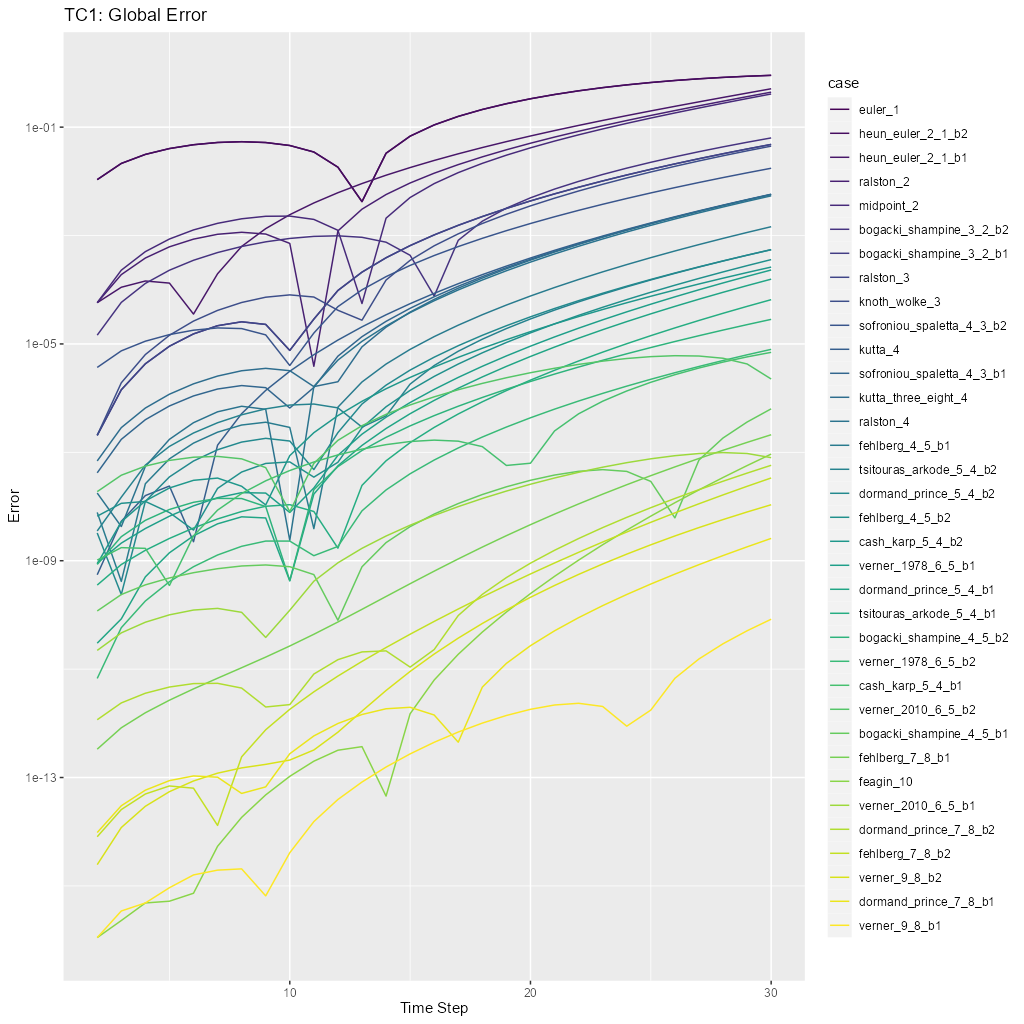 TC1: Global Error
Error
1e-01
1e-05
1e-09
1e-13
10
20
30
Time Step
case
euler_1
heun_euler_2_1_b2
heun_euler_2_1_b1
ralston_2
midpoint_2
bogacki_shampine_3_2_b2
bogacki_shampine_3_2_b1
ralston_3
knoth_wolke_3
sofroniou_spaletta_4_3_b2
kutta_4
sofroniou_spaletta_4_3_b1
kutta_three_eight_4
ralston_4
fehlberg_4_5_b1
tsitouras_arkode_5_4_b2
dormand_prince_5_4_b2
fehlberg_4_5_b2
cash_karp_5_4_b2
verner_1978_6_5_b1
dormand_prince_5_4_b1
tsitouras_arkode_5_4_b1
bogacki_shampine_4_5_b2
verner_1978_6_5_b2
cash_karp_5_4_b1
verner_2010_6_5_b2
bogacki_shampine_4_5_b1
fehlberg_7_8_b1
feagin_10
verner_2010_6_5_b1
dormand_prince_7_8_b2
fehlberg_7_8_b2
verner_9_8_b2
dormand_prince_7_8_b1
verner_9_8_b1